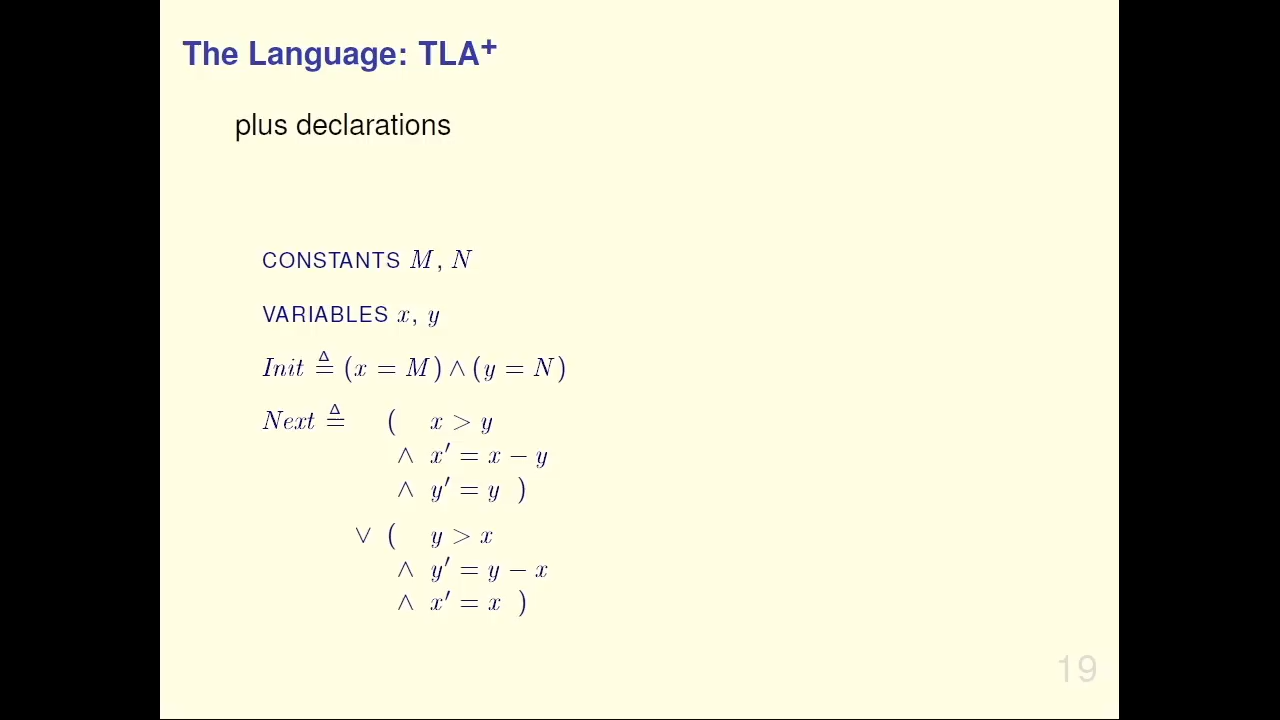 The Language: TLA⁺
plus declarations
CONSTANTS M, N
VARIABLES x, y
Init ≜ (x = M) ∧ (y = N)
Next ≜ ( x > y
∧ x′ = x − y
∧ y′ = y )
∨ ( y > x
∧ y′ = y − x
∧ x′ = x )
19